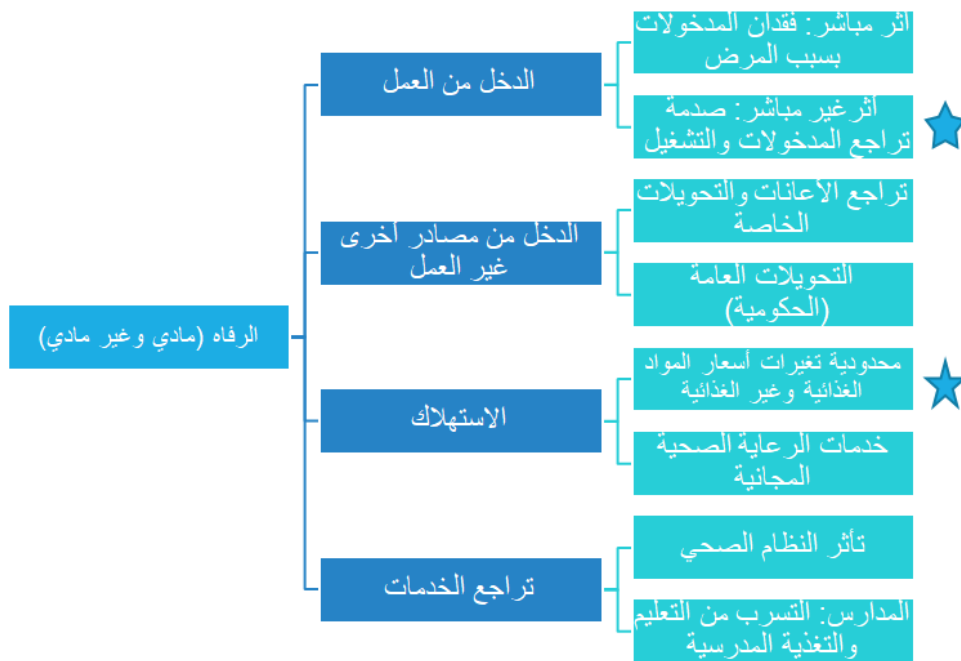 الرفاه (مادي وغير مادي)
الدخل من العمل
أثر مباشر: فقدان المدخولات
بسبب المرض
أثر غير مباشر: صدمة
تراجع المدخولات والتشغيل
الدخل من مصادر أخرى
غير العمل
تراجع الأعانات والتحويلات
الخاصة
التحويلات العامة
(الحكومية)
الاستهلاك
محدودية تغيرات أسعار المواد
الغذائية وغير الغذائية
خدمات الرعاية الصحية
المجانية
تراجع الخدمات
تأثر النظام الصحي
المدارس: التسرب من التعليم
والتغذية المدرسية